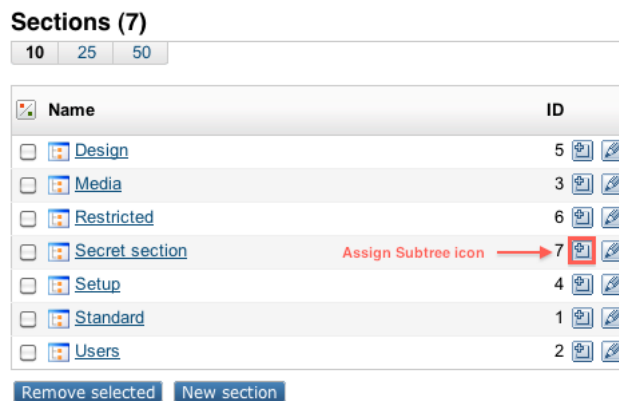 Sections (7)
10 25 50
Name ID
Design 5
Media 3
Restricted 6
Secret section Assign Subtree icon 7
Setup 4
Standard 1
Users 2
Remove selected New section